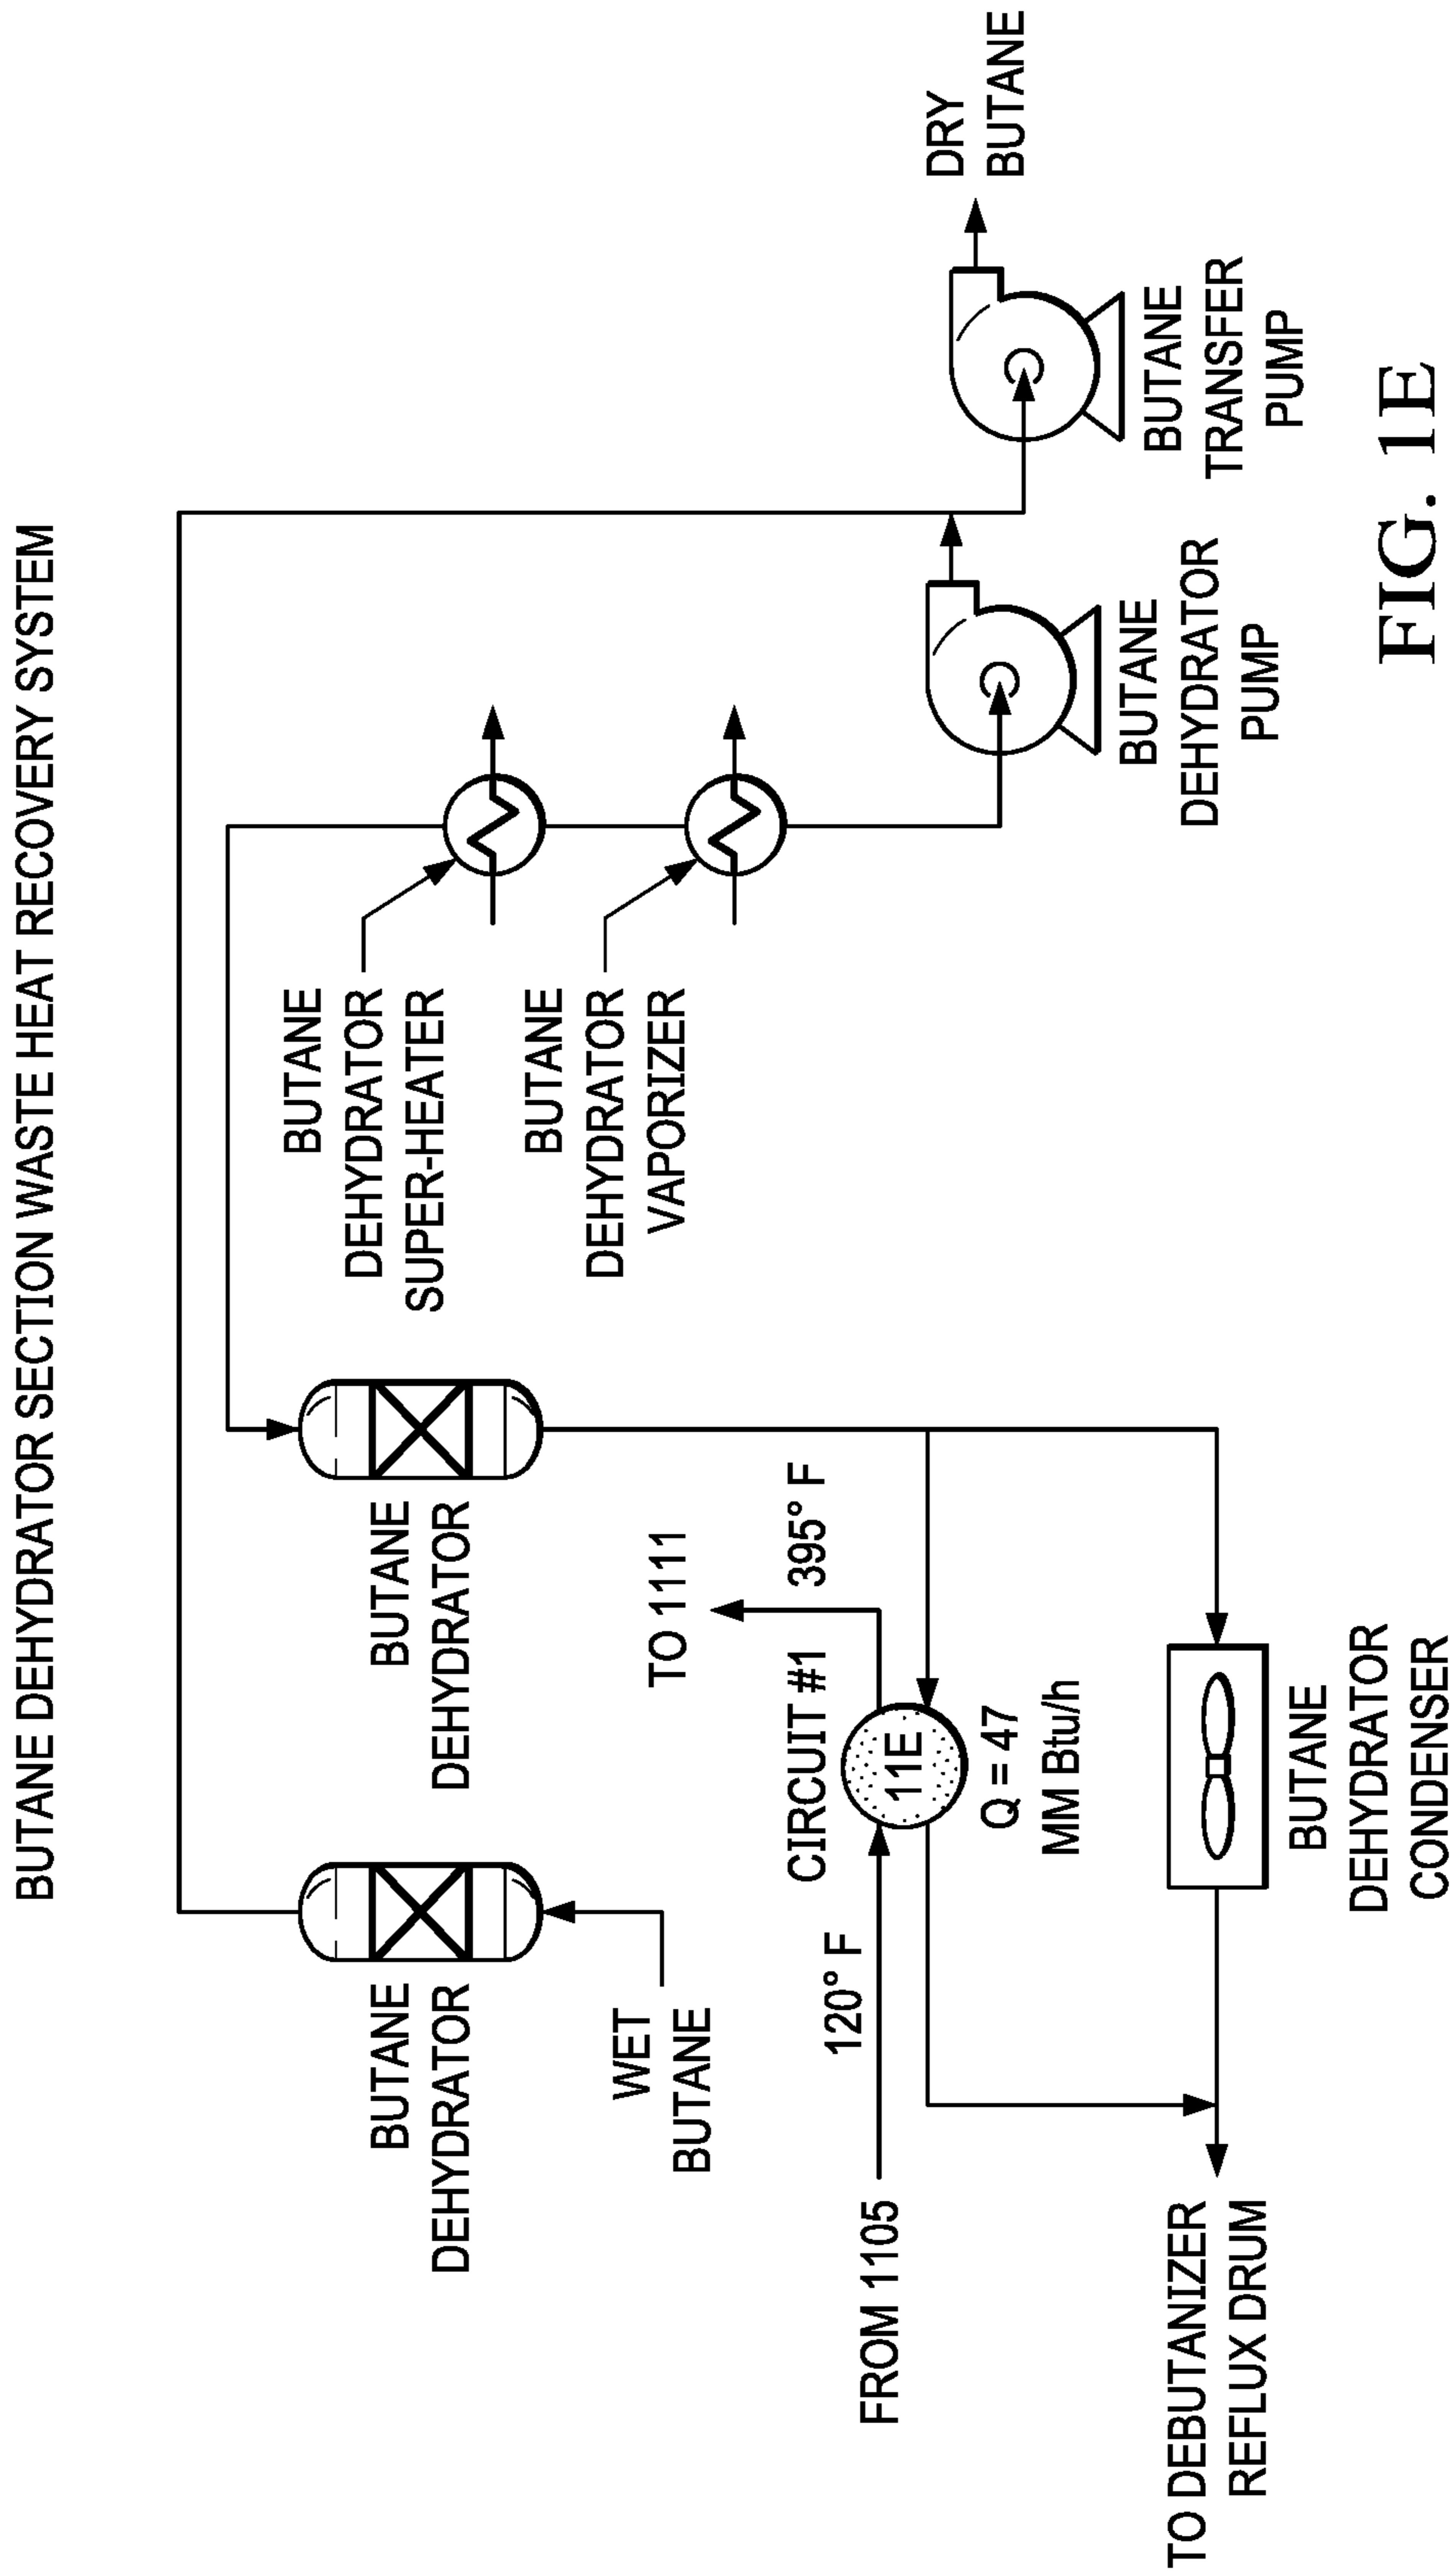 BUTANE DEHYDRATOR SECTION WASTE HEAT RECOVERY SYSTEM
BUTANE
DEHYDRATOR
WET
BUTANE
BUTANE
DEHYDRATOR
BUTANE
DEHYDRATOR
SUPER-HEATER
BUTANE
DEHYDRATOR
VAPORIZER
TO 1111
395° F
CIRCUIT #1
120° F
FROM 1105
11E
Q = 47
MM Btu/h
TO DEBUTANIZER
REFLUX DRUM
BUTANE
DEHYDRATOR
CONDENSER
BUTANE
DEHYDRATOR
PUMP
BUTANE
TRANSFER
PUMP
DRY
BUTANE
FIG. 1E